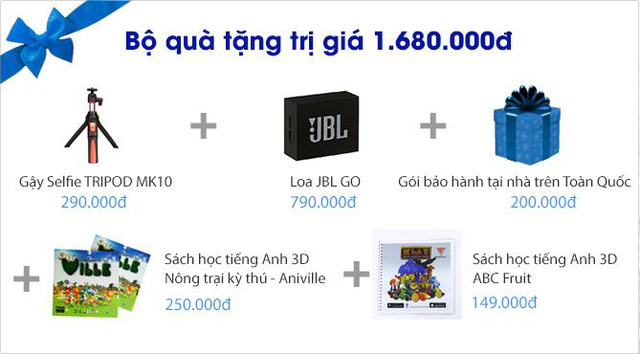 Bộ quà tặng trị giá 1.680.000đ
JBL
Gậy Selfie TRIPOD MK10
290.000đ
Loa JBL GO
790.000đ
Gói bảo hành tại nhà trên Toàn Quốc
200.000đ
VILLE
Sách học tiếng Anh 3D
Nông trại kỳ thú - Aniville
250.000đ
Sách học tiếng Anh 3D
ABC Fruit
149.000đ